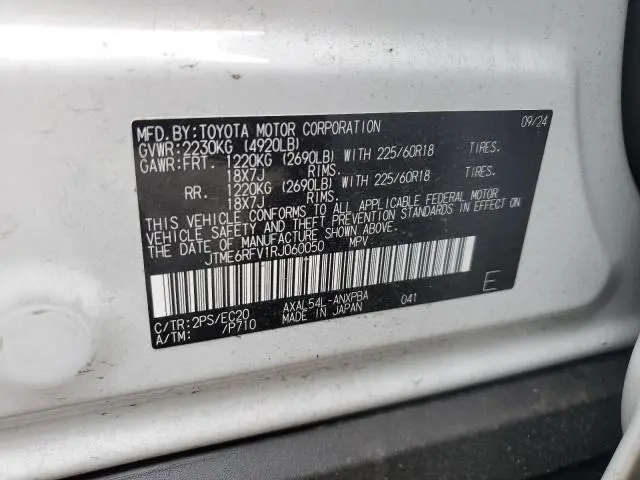 MFD.BY:TOYOTA MOTOR CORPORATION 09/24
GVWR:2230KG (4920LB)
GAWR:FRT. 1220KG (2690LB) WITH 225/60R18 TIRES.
18X7J RIMS.
RR. 1220KG (2690LB) WITH 225/60R18 TIRES.
18X7J RIMS.
THIS VEHICLE CONFORMS TO ALL APPLICABLE FEDERAL MOTOR
VEHICLE SAFETY AND THEFT PREVENTION STANDARDS IN EFFECT ON
THE DATE OF MANUFACTURE SHOWN ABOVE.
JTME6RFV1RJ060050 MPV
E
C/TR:2PS/EC20 AXAL54L-ANXPBA 041
A/TM: /P710 MADE IN JAPAN